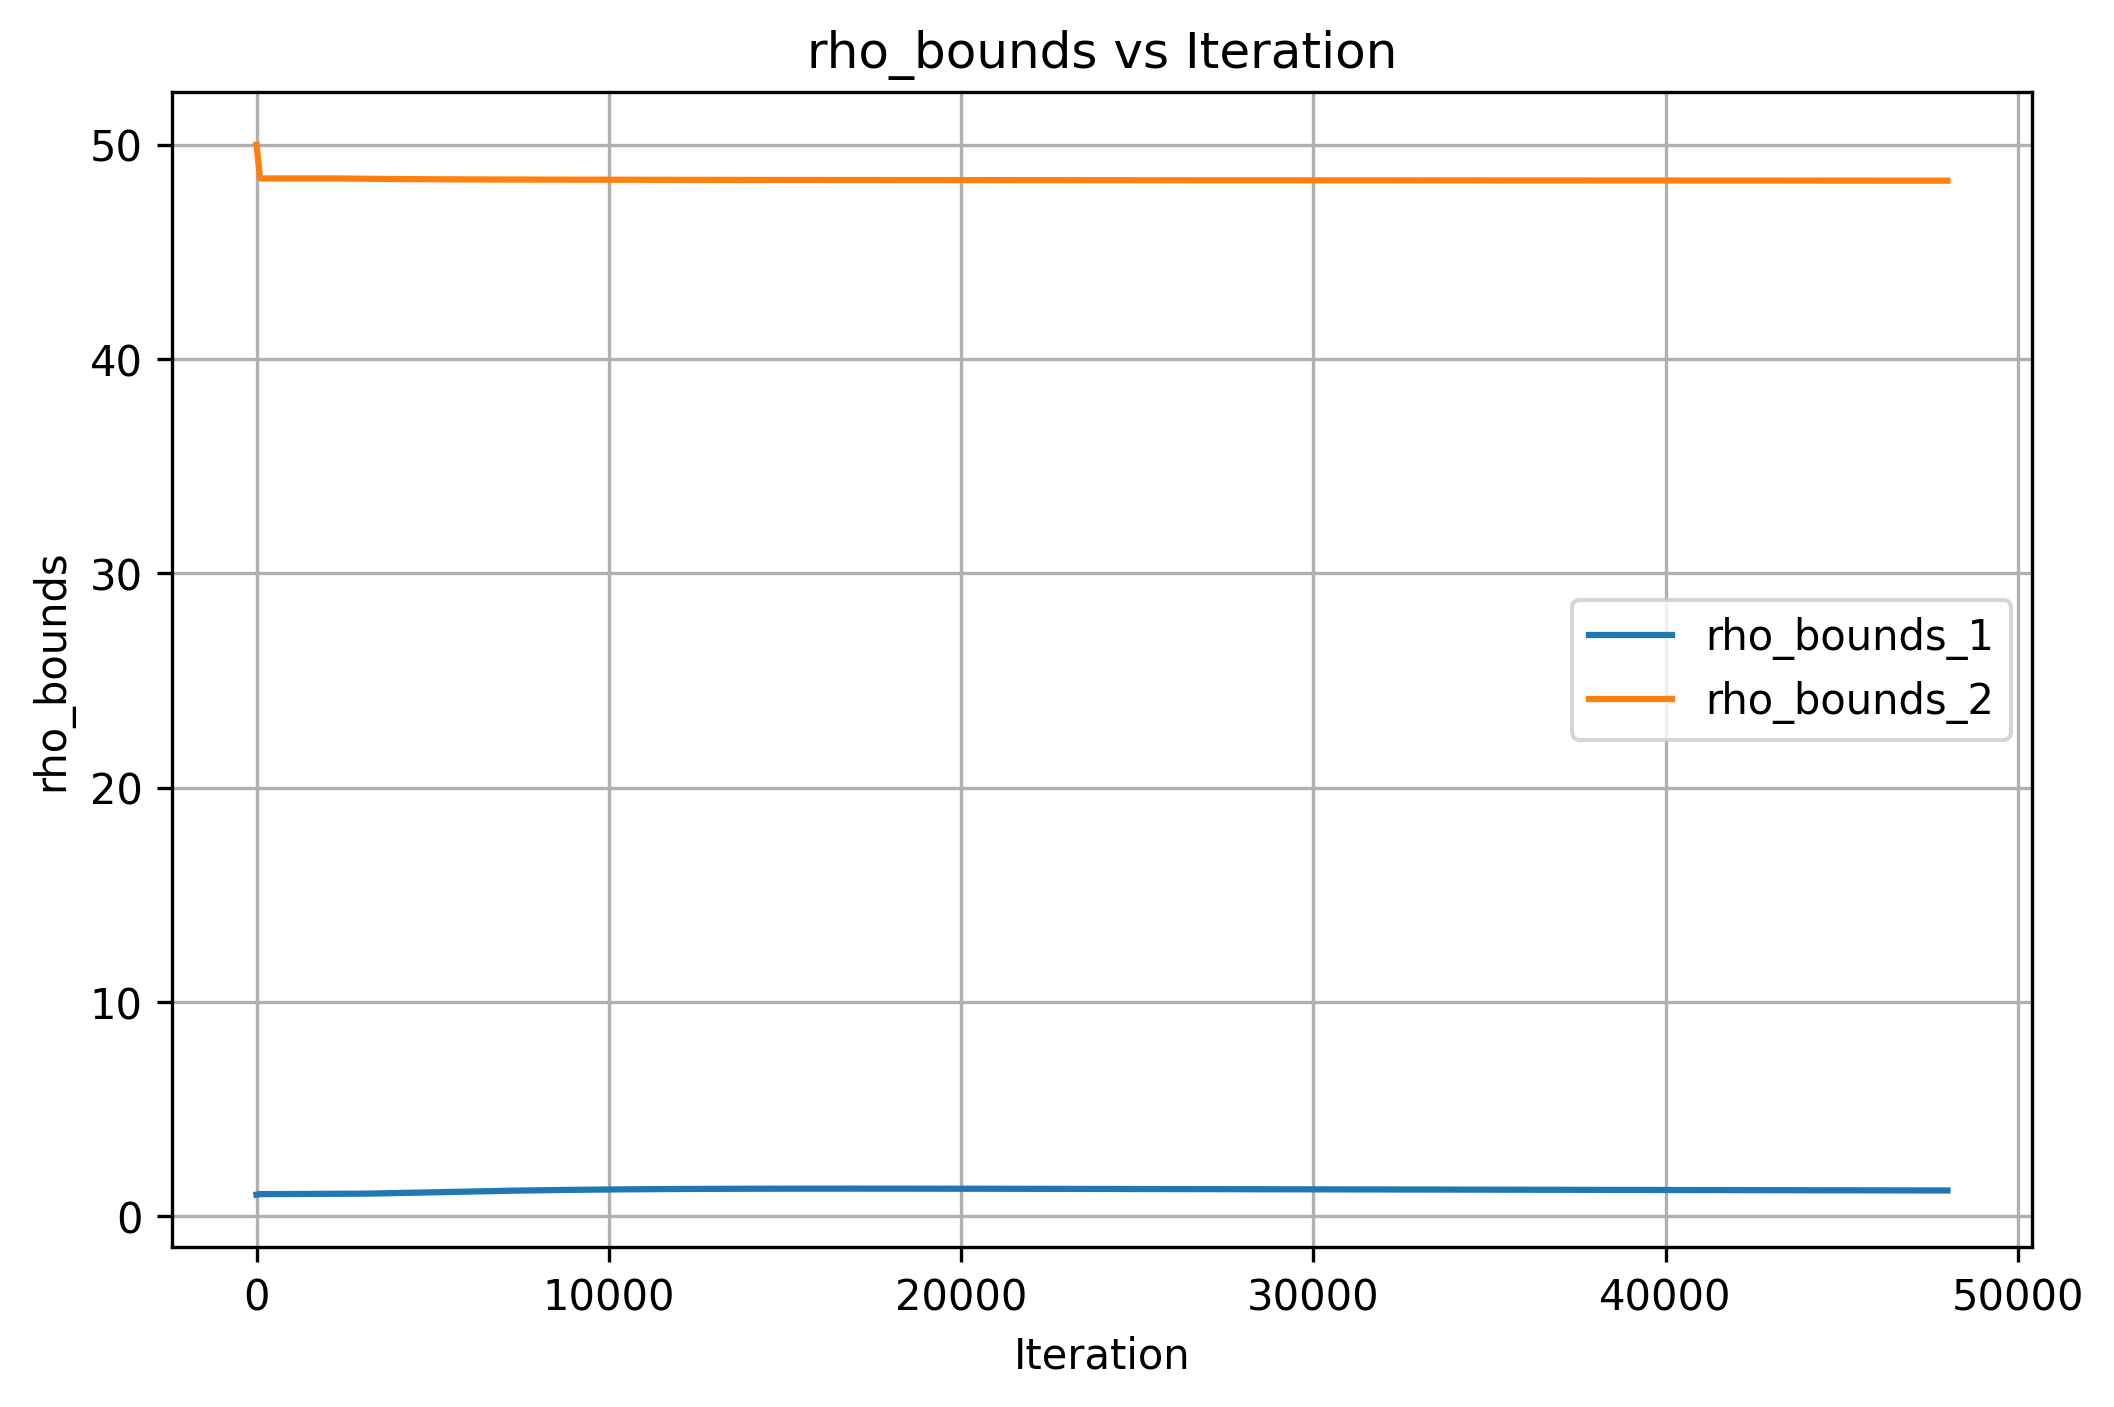 rho_bounds vs Iteration
50
40
30
20
10
0
rho_bounds
rho_bounds_1
rho_bounds_2
0 10000 20000 30000 40000 50000
Iteration